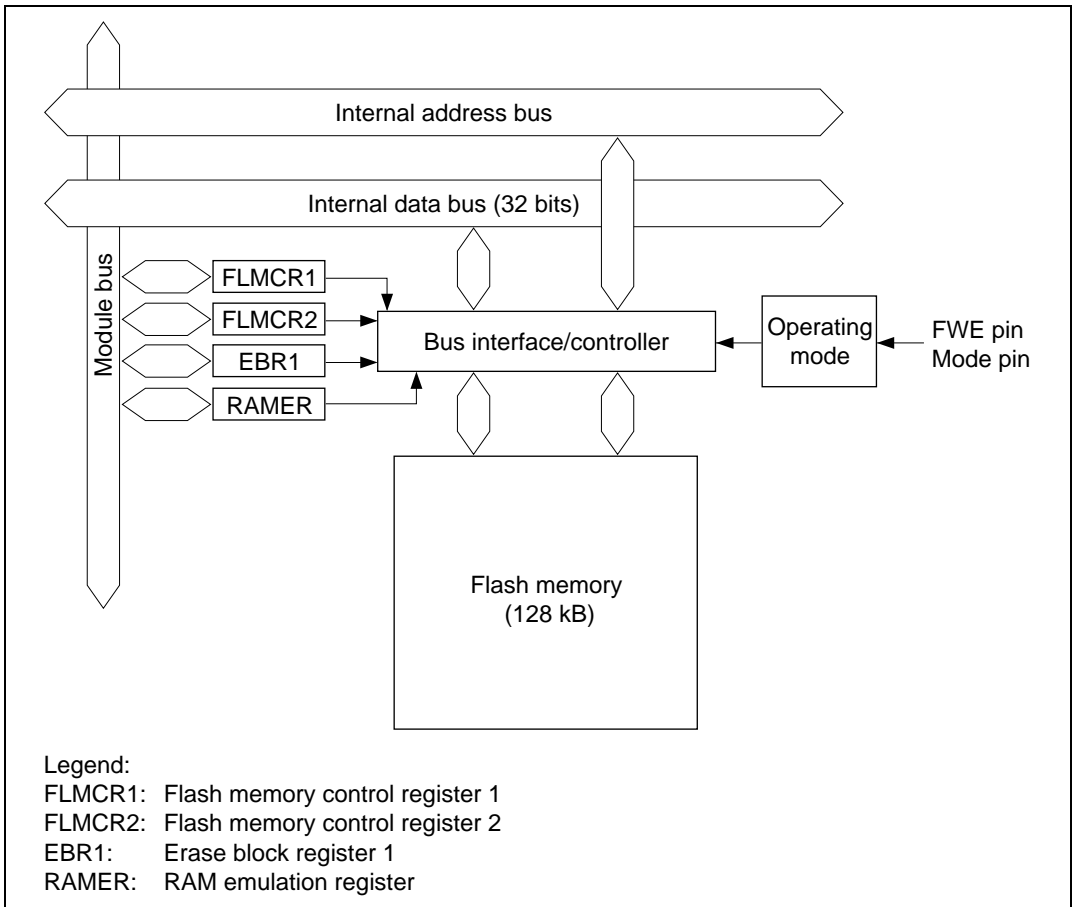 Internal address bus
Internal data bus (32 bits)
Module bus
FLMCR1
FLMCR2
EBR1
RAMER
Bus interface/controller
Operating
mode
FWE pin
Mode pin
Flash memory
(128 kB)
Legend:
FLMCR1: Flash memory control register 1
FLMCR2: Flash memory control register 2
EBR1: Erase block register 1
RAMER: RAM emulation register